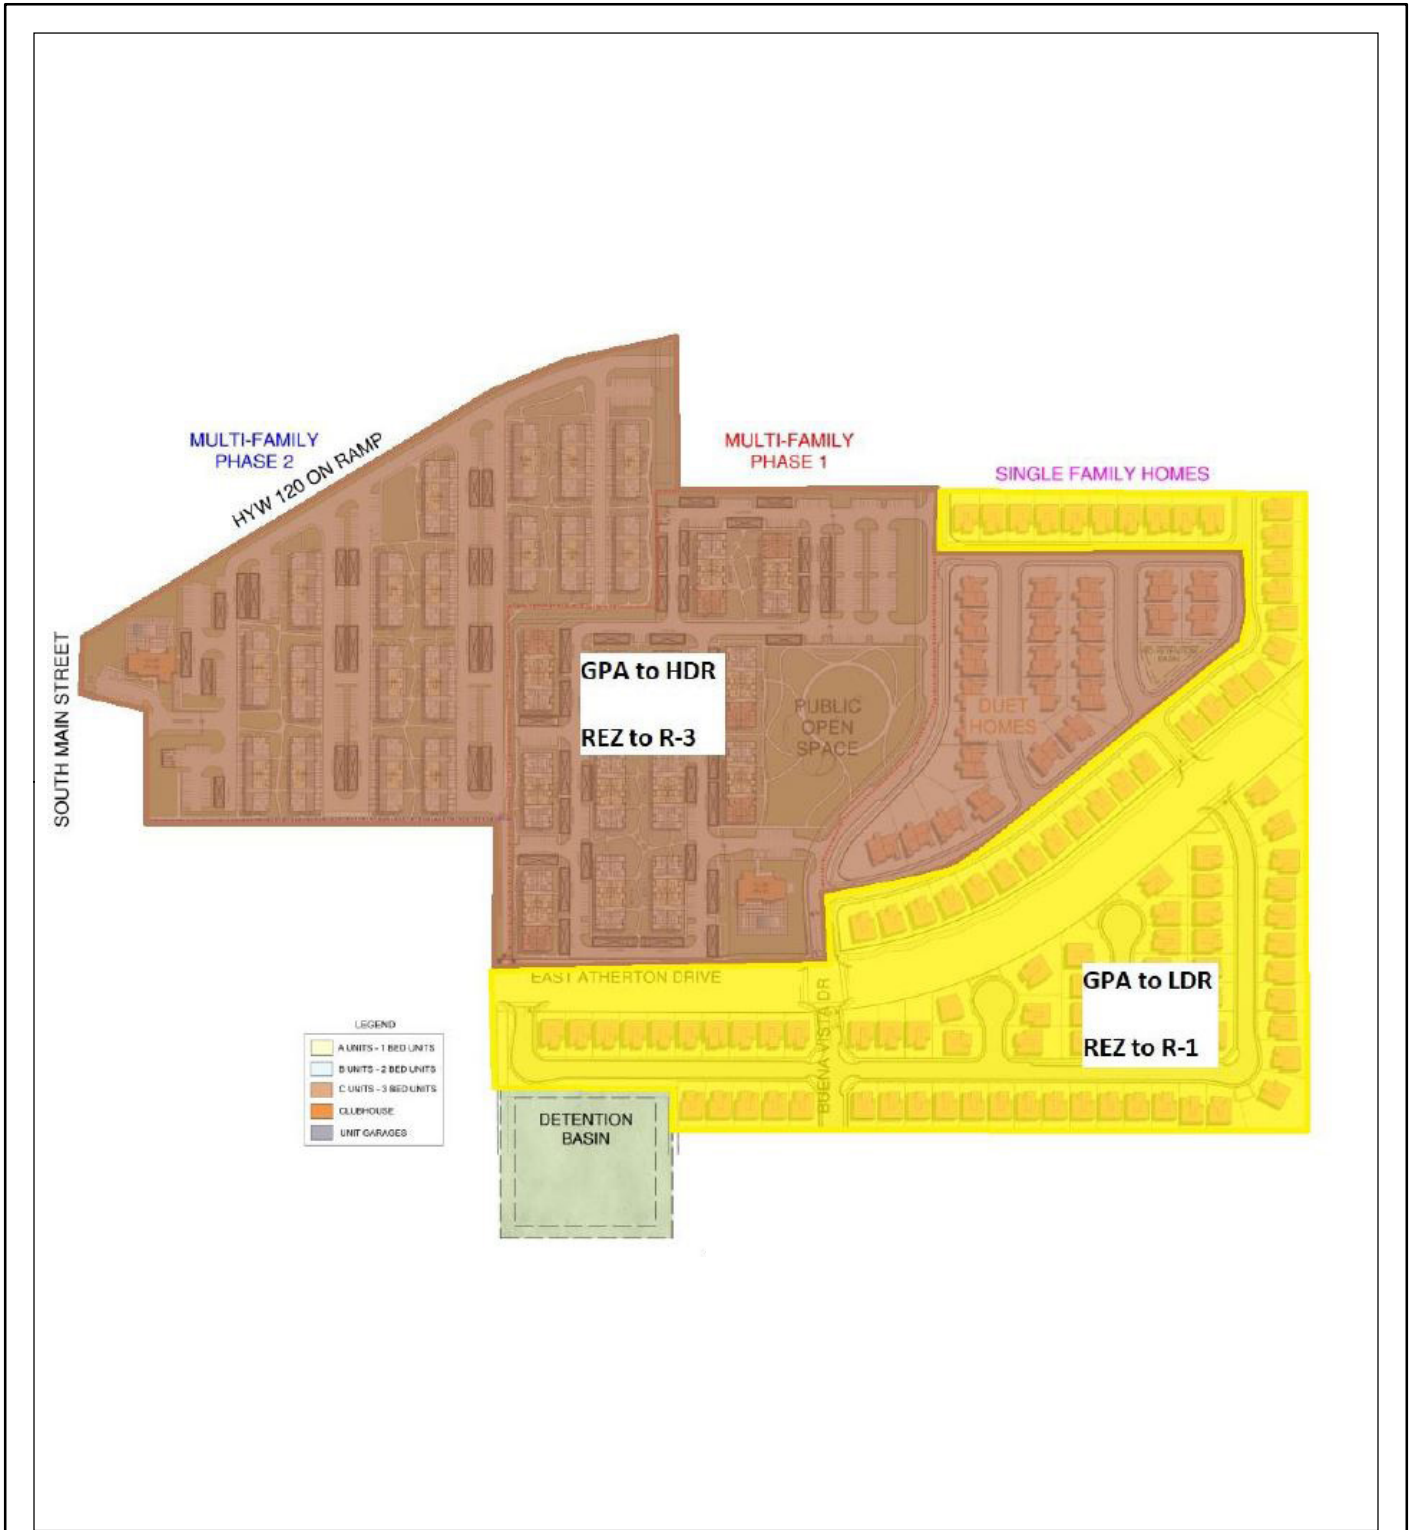 MULTI-FAMILY
PHASE 2
HYW 120 ON RAMP
MULTI-FAMILY
PHASE 1
SINGLE FAMILY HOMES
SOUTH MAIN STREET
GPA to HDR
REZ to R-3
PUBLIC
OPEN
SPACE
DUET
HOMES
EAST ATHERTON DRIVE
BUENA VISTA DR
GPA to LDR
REZ to R-1
LEGEND
A UNITS - 1 BED UNITS
B UNITS - 2 BED UNITS
C UNITS - 3 BED UNITS
CLUBHOUSE
UNIT GARAGES
DETENTION
BASIN